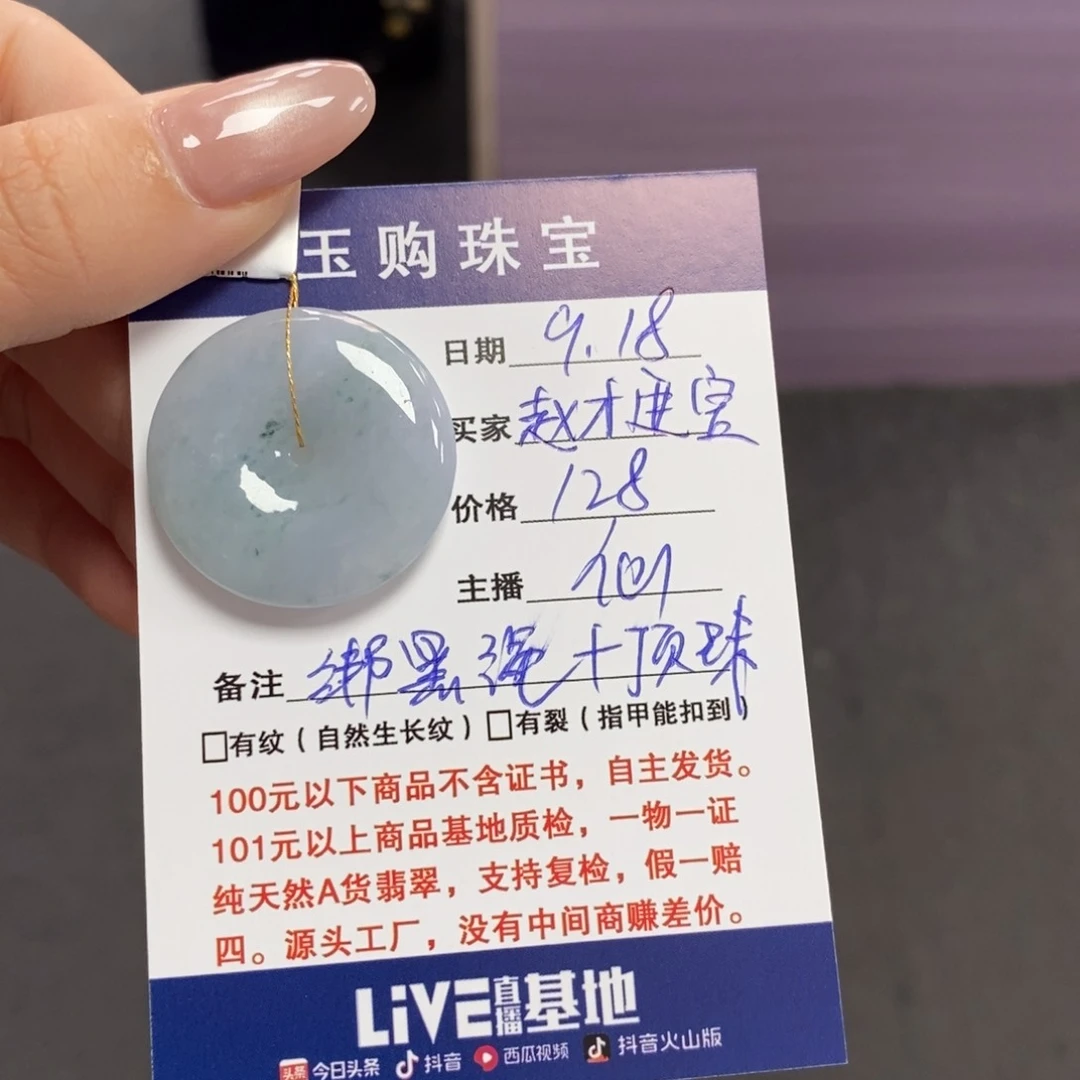 玉购珠宝
日期 9.18
买家 赵才进宝
价格 128
主播
备注 绑黑绳十顶珠
□有纹（自然生长纹）□有裂（指甲能扣到）
100元以下商品不含证书，自主发货。
101元以上商品基地质检，一物一证
纯天然A货翡翠，支持复检，假一赔
四。源头工厂，没有中间商赚差价。
LiVE直播基地
头条 今日头条 抖音 西瓜视频 抖音火山版